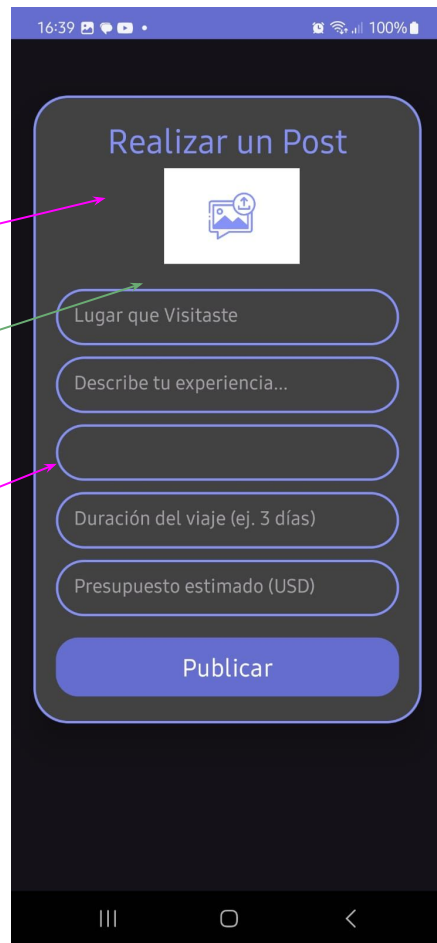 16:39
100%
Realizar un Post
Lugar que Visitaste
Describe tu experiencia...
Duración del viaje (ej. 3 días)
Presupuesto estimado (USD)
Publicar